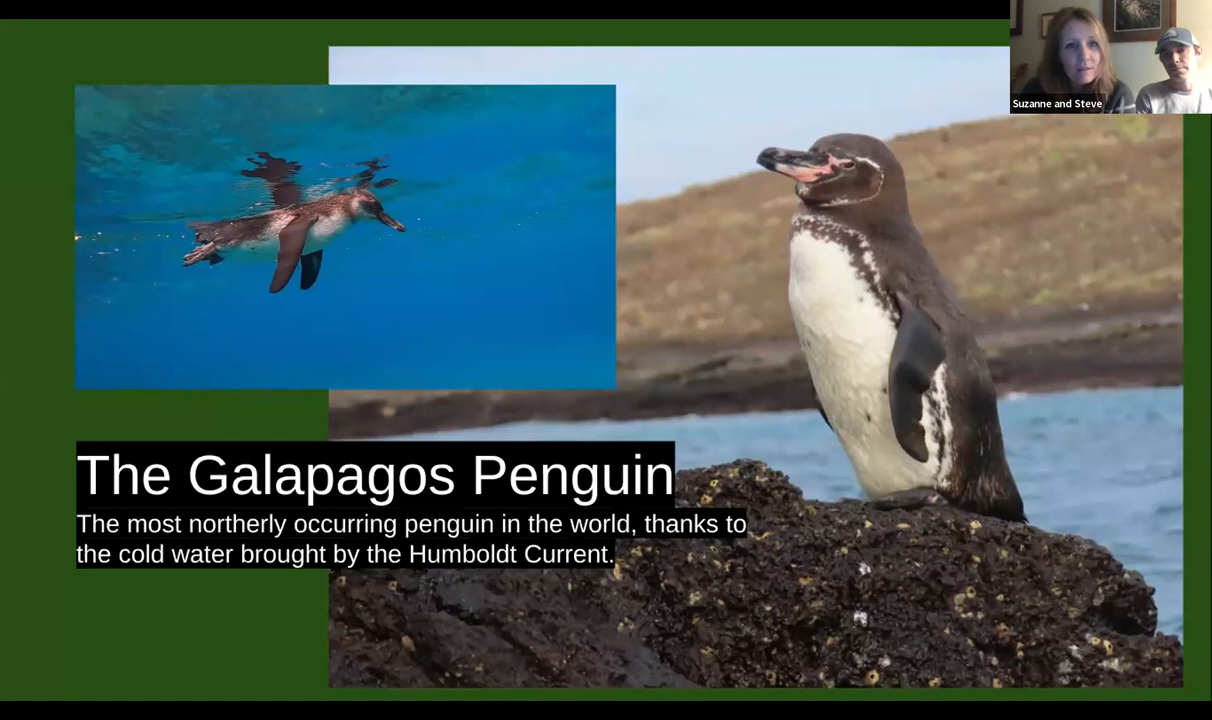 Suzanne and Steve
The Galapagos Penguin
The most northerly occurring penguin in the world, thanks to
the cold water brought by the Humboldt Current.